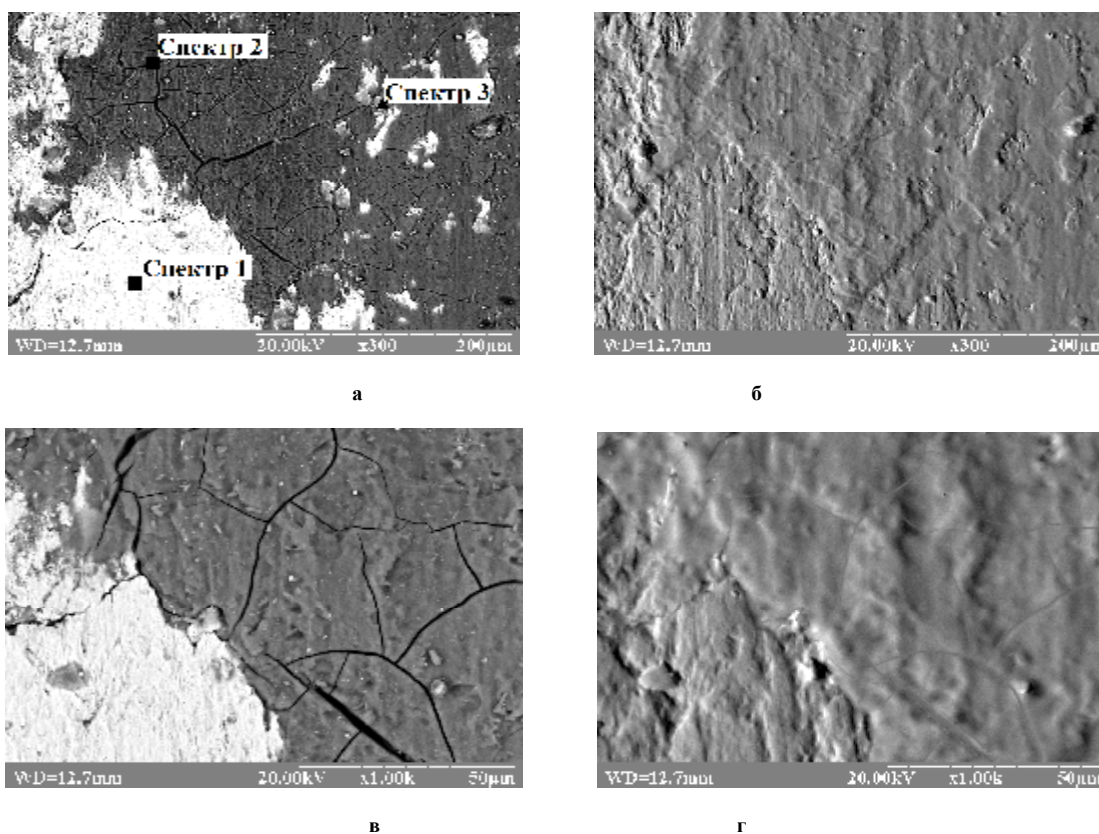 Спектр 2
Спектр 3
Спектр 1
WD=12.7mm 20.00kV x300 200µm
WD=12.7mm 20.00kV x300 200µm
а б
WD=12.7mm 20.00kV x1.00k 50µm
WD=12.7mm 20.00kV x1.00k 50µm
в г